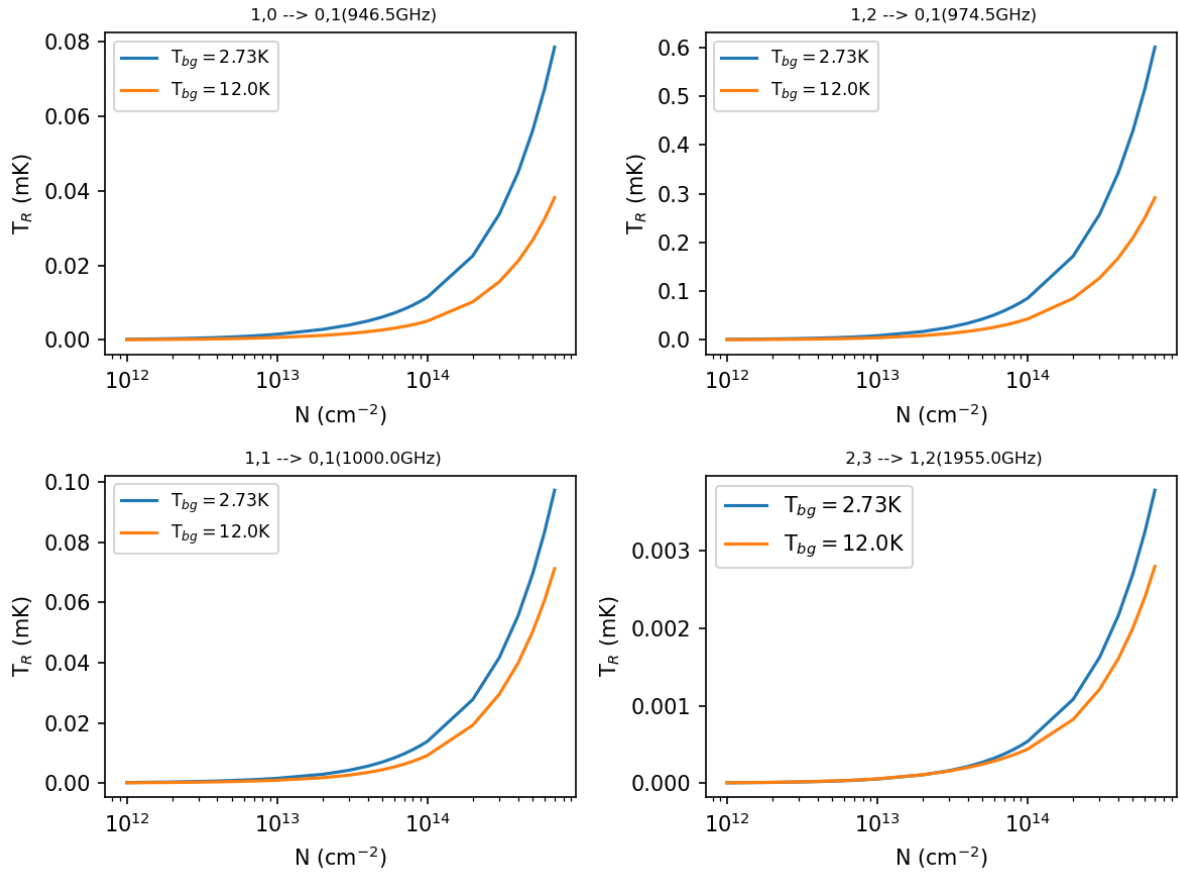 1,0 --> 0,1(946.5GHz)
T_bg = 2.73K
T_bg = 12.0K
0.08
0.06
0.04
0.02
0.00
T_R (mK)
10^12
10^13
10^14
N (cm^−2)
1,2 --> 0,1(974.5GHz)
T_bg = 2.73K
T_bg = 12.0K
0.6
0.5
0.4
0.3
0.2
0.1
0.0
T_R (mK)
10^12
10^13
10^14
N (cm^−2)
1,1 --> 0,1(1000.0GHz)
T_bg = 2.73K
T_bg = 12.0K
0.10
0.08
0.06
0.04
0.02
0.00
T_R (mK)
10^12
10^13
10^14
N (cm^−2)
2,3 --> 1,2(1955.0GHz)
T_bg = 2.73K
T_bg = 12.0K
0.003
0.002
0.001
0.000
T_R (mK)
10^12
10^13
10^14
N (cm^−2)